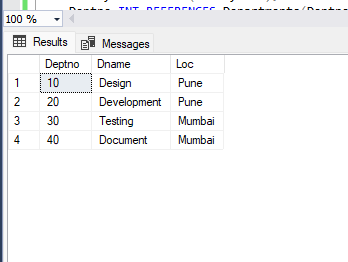 Deptno INT REFERENCES Departments(Deptno
100 %
Results Messages
Deptno Dname Loc
1 10 Design Pune
2 20 Development Pune
3 30 Testing Mumbai
4 40 Document Mumbai